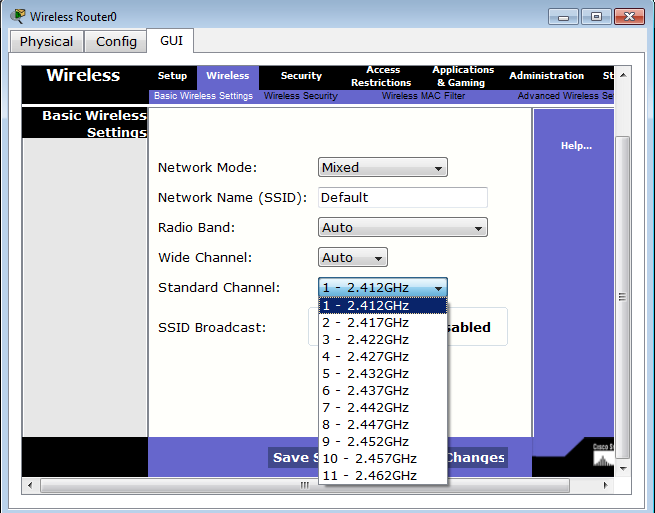 Wireless Router0
Physical Config GUI
Wireless
Setup Wireless Security Access Restrictions Applications & Gaming Administration St
Basic Wireless Settings Wireless Security Wireless MAC Filter Advanced Wireless Se
Basic Wireless
Settings
Help...
Network Mode: Mixed
Network Name (SSID): Default
Radio Band: Auto
Wide Channel: Auto
Standard Channel: 1 - 2.412GHz
1 - 2.412GHz
2 - 2.417GHz
3 - 2.422GHz
4 - 2.427GHz
5 - 2.432GHz
6 - 2.437GHz
7 - 2.442GHz
8 - 2.447GHz
9 - 2.452GHz
10 - 2.457GHz
11 - 2.462GHz
SSID Broadcast: abled
Save S Changes